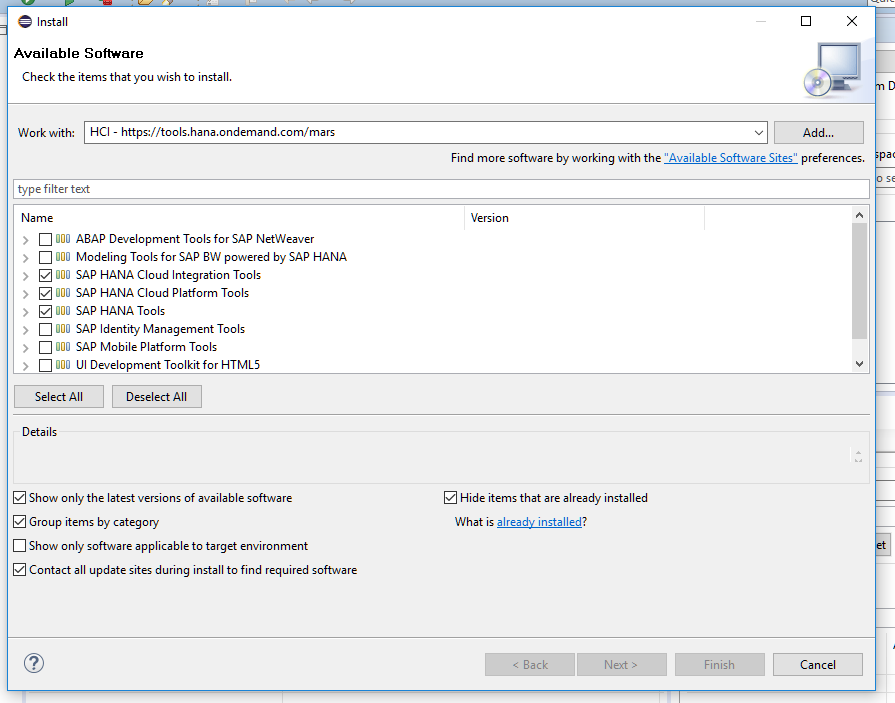 Install
Available Software
Check the items that you wish to install.
Work with: HCI - https://tools.hana.ondemand.com/mars Add...
Find more software by working with the "Available Software Sites" preferences.
type filter text
Name Version
ABAP Development Tools for SAP NetWeaver
Modeling Tools for SAP BW powered by SAP HANA
SAP HANA Cloud Integration Tools
SAP HANA Cloud Platform Tools
SAP HANA Tools
SAP Identity Management Tools
SAP Mobile Platform Tools
UI Development Toolkit for HTML5
Select All Deselect All
Details
Show only the latest versions of available software Hide items that are already installed
Group items by category What is already installed?
Show only software applicable to target environment
Contact all update sites during install to find required software
? < Back Next > Finish Cancel